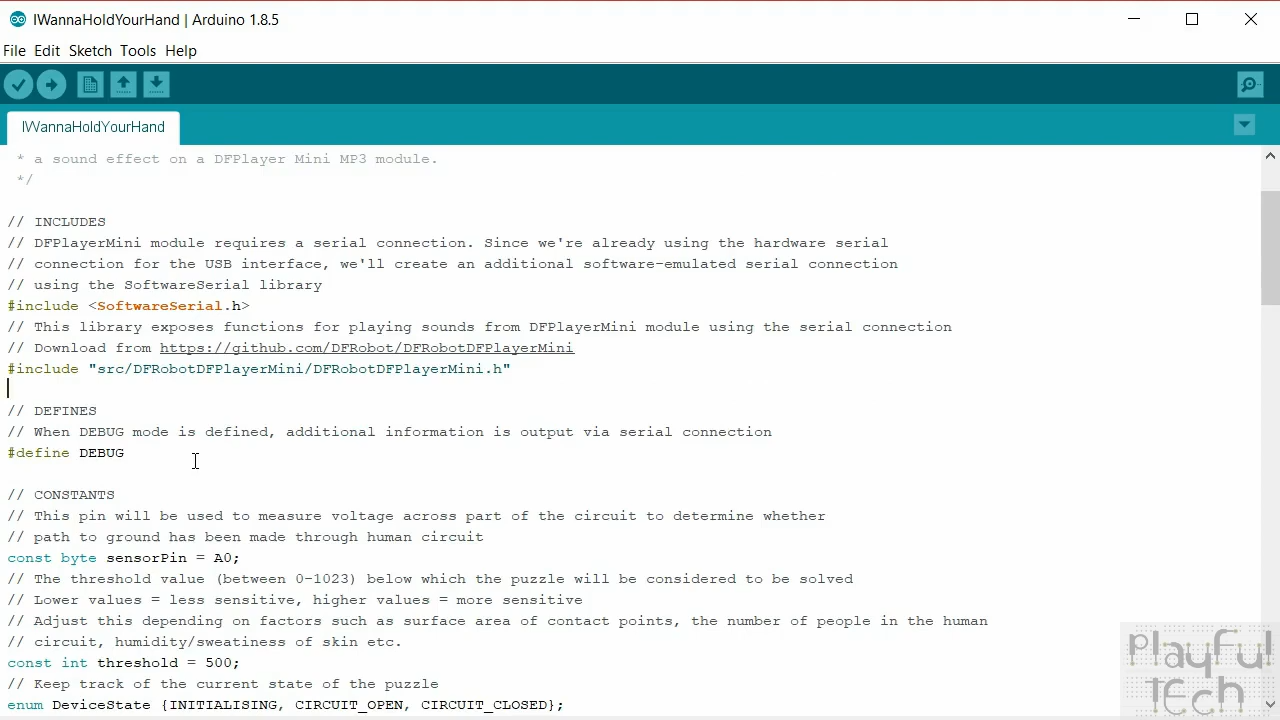 IWannaHoldYourHand | Arduino 1.8.5
File Edit Sketch Tools Help
IWannaHoldYourHand
* a sound effect on a DFPlayer Mini MP3 module.
*/
// INCLUDES
// DFPlayerMini module requires a serial connection. Since we're already using the hardware serial
// connection for the USB interface, we'll create an additional software-emulated serial connection
// using the SoftwareSerial library
#include <SoftwareSerial.h>
// This library exposes functions for playing sounds from DFPlayerMini module using the serial connection
// Download from https://github.com/DFRobot/DFRobotDFPlayerMini
#include "src/DFRobotDFPlayerMini/DFRobotDFPlayerMini.h"
// DEFINES
// When DEBUG mode is defined, additional information is output via serial connection
#define DEBUG
// CONSTANTS
// This pin will be used to measure voltage across part of the circuit to determine whether
// path to ground has been made through human circuit
const byte sensorPin = A0;
// The threshold value (between 0-1023) below which the puzzle will be considered to be solved
// Lower values = less sensitive, higher values = more sensitive
// Adjust this depending on factors such as surface area of contact points, the number of people in the human
// circuit, humidity/sweatiness of skin etc.
const int threshold = 500;
// Keep track of the current state of the puzzle
enum DeviceState {INITIALISING, CIRCUIT_OPEN, CIRCUIT_CLOSED};
playful
tech